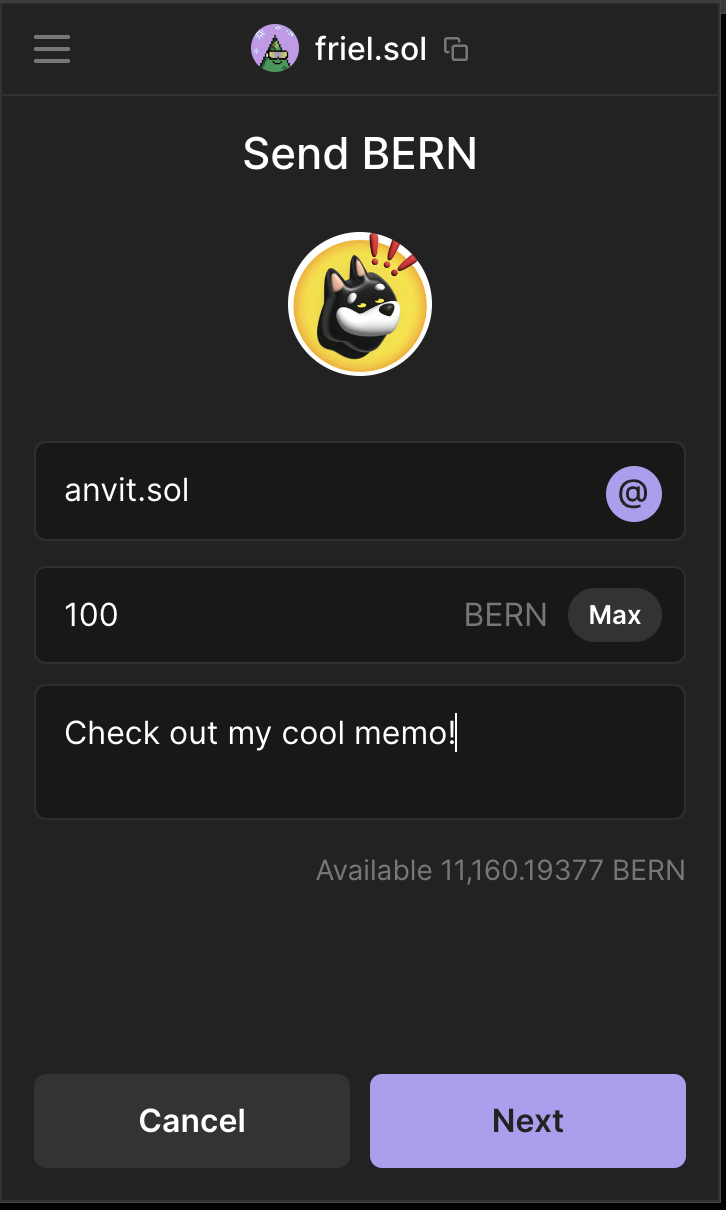 friel.sol
Send BERN
anvit.sol
@
100 BERN Max
Check out my cool memo!
Available 11,160.19377 BERN
Cancel Next